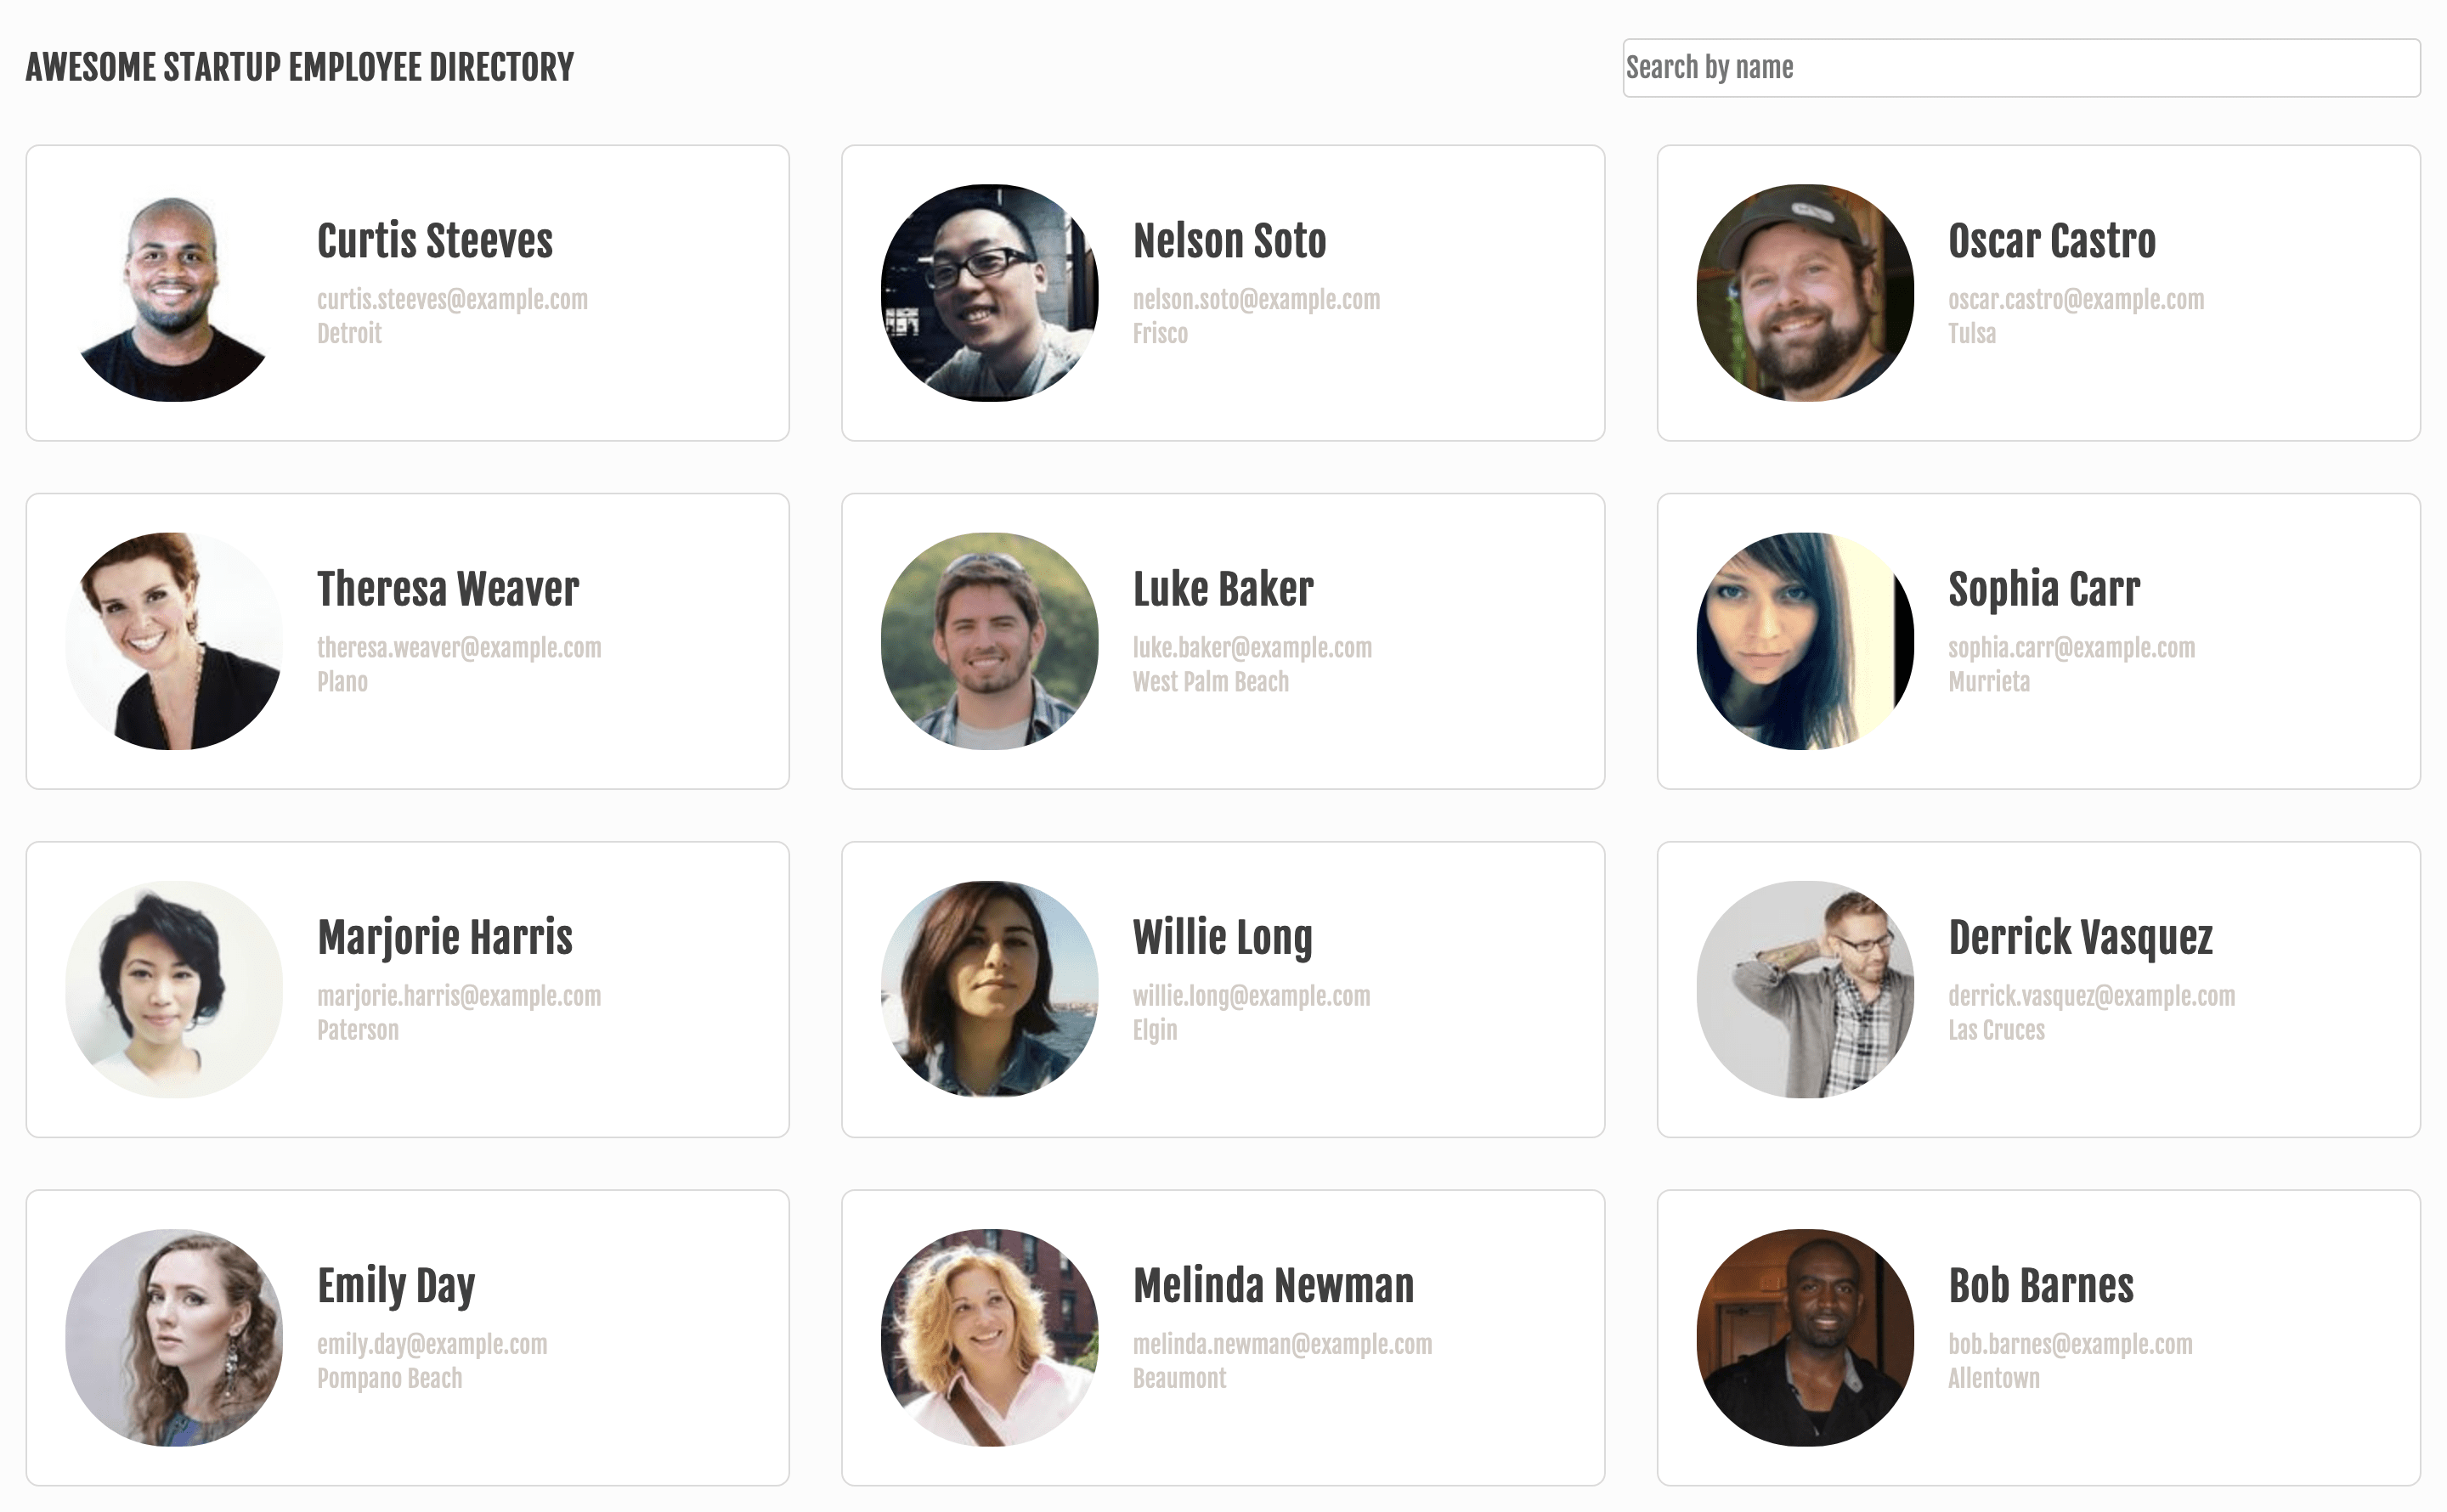 AWESOME STARTUP EMPLOYEE DIRECTORY
Search by name
Curtis Steeves
curtis.steeves@example.com
Detroit
Nelson Soto
nelson.soto@example.com
Frisco
Oscar Castro
oscar.castro@example.com
Tulsa
Theresa Weaver
theresa.weaver@example.com
Plano
Luke Baker
luke.baker@example.com
West Palm Beach
Sophia Carr
sophia.carr@example.com
Murrieta
Marjorie Harris
marjorie.harris@example.com
Paterson
Willie Long
willie.long@example.com
Elgin
Derrick Vasquez
derrick.vasquez@example.com
Las Cruces
Emily Day
emily.day@example.com
Pompano Beach
Melinda Newman
melinda.newman@example.com
Beaumont
Bob Barnes
bob.barnes@example.com
Allentown